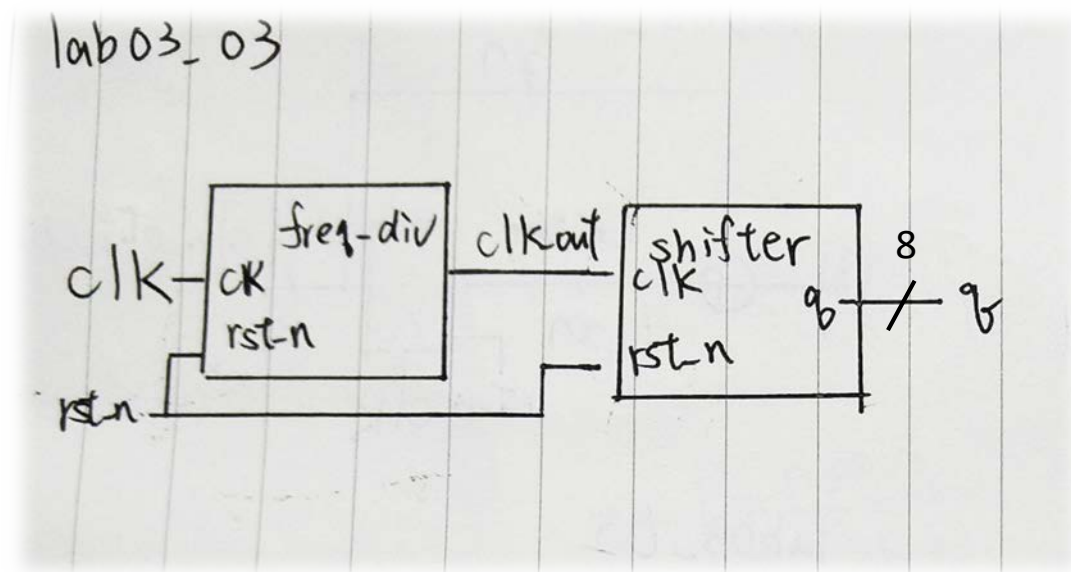 lab03_03
freq-div
clk
clkout
shifter
8
ck
clk
q
q
rst_n
rst_n
rst_n